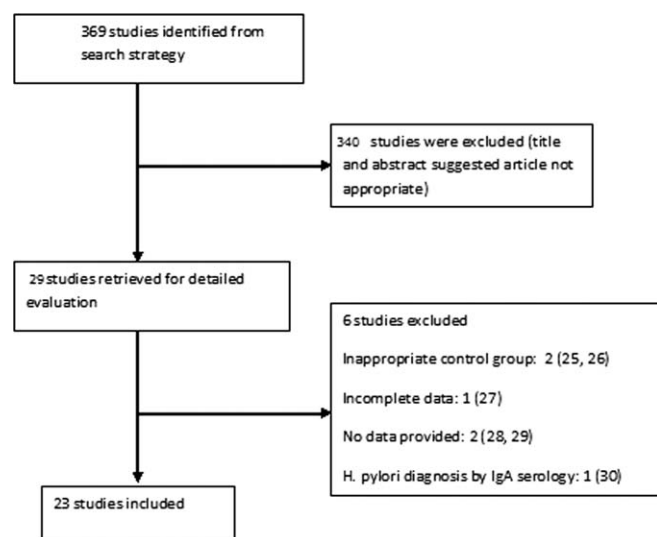 369 studies identified from
search strategy
340 studies were excluded (title
and abstract suggested article not
appropriate)
29 studies retrieved for detailed
evaluation
6 studies excluded
Inappropriate control group: 2 (25, 26)
Incomplete data: 1 (27)
No data provided: 2 (28, 29)
H. pylori diagnosis by IgA serology: 1 (30)
23 studies included